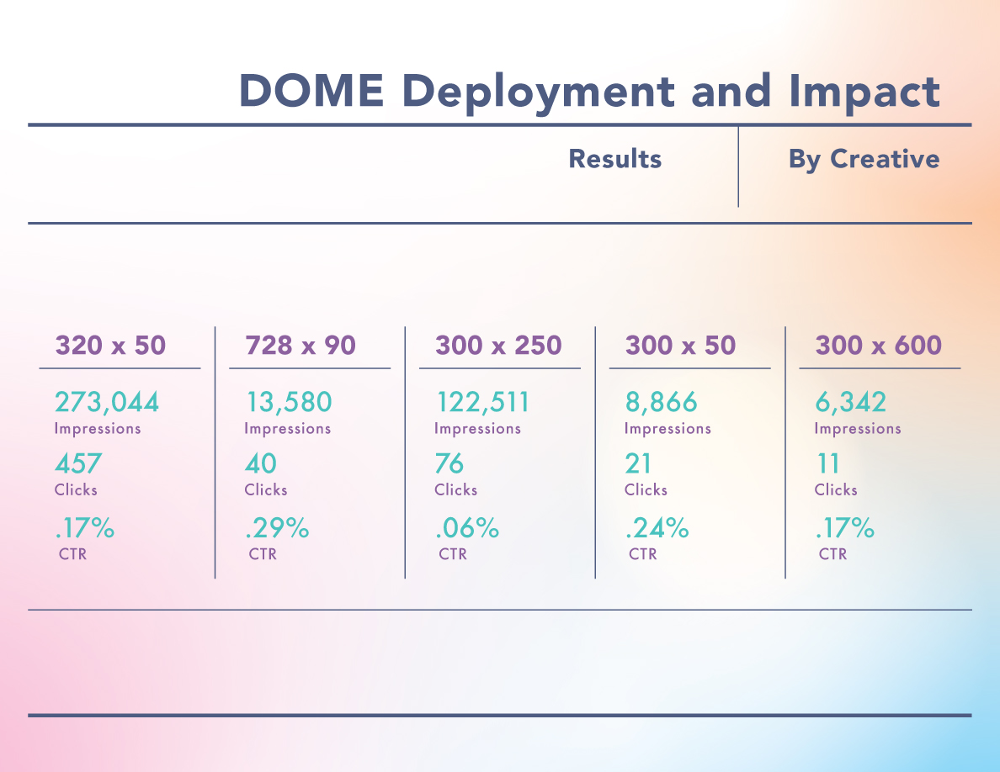 DOME Deployment and Impact
Results
By Creative
320 x 50
273,044
Impressions
457
Clicks
.17%
CTR
728 x 90
13,580
Impressions
40
Clicks
.29%
CTR
300 x 250
122,511
Impressions
76
Clicks
.06%
CTR
300 x 50
8,866
Impressions
21
Clicks
.24%
CTR
300 x 600
6,342
Impressions
11
Clicks
.17%
CTR